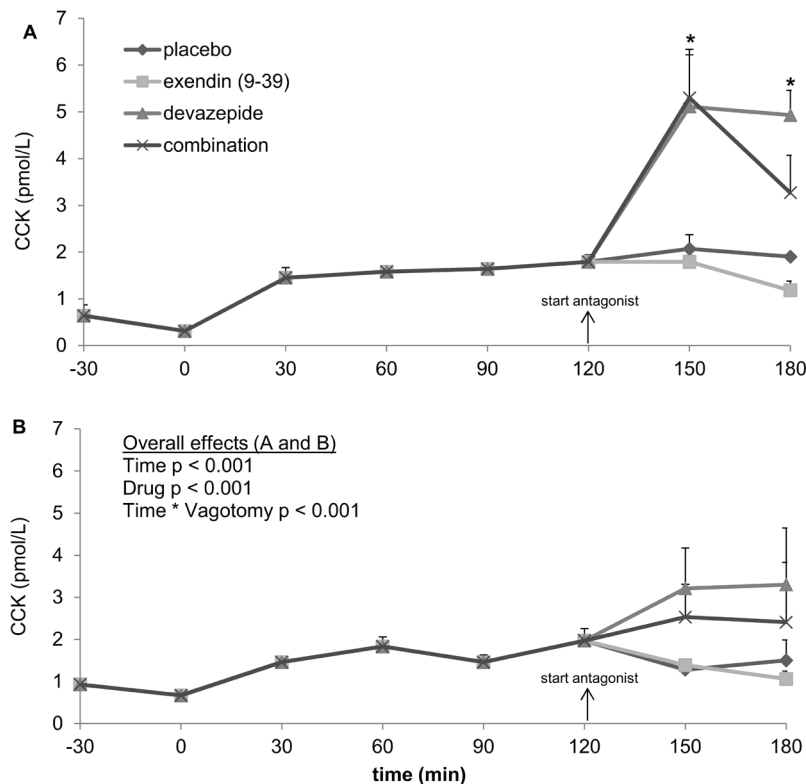 A
7
6
5
4
3
2
1
0
CCK (pmol/L)
placebo
exendin (9-39)
devazepide
combination
*
*
start antagonist
-30 0 30 60 90 120 150 180
B
7
6
5
4
3
2
1
0
CCK (pmol/L)
Overall effects (A and B)
Time p < 0.001
Drug p < 0.001
Time * Vagotomy p < 0.001
start antagonist
-30 0 30 60 90 120 150 180
time (min)